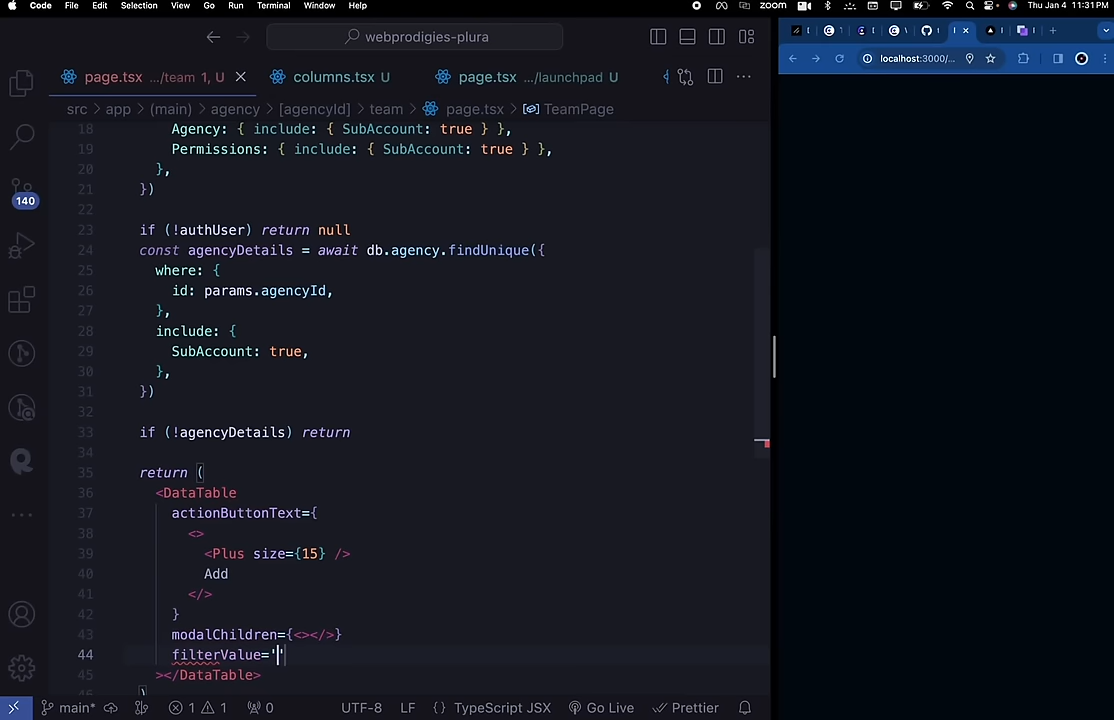 Code File Edit Selection View Go Run Terminal Window Help zoom Thu Jan 4 11:31 PM
webprodigies-plura
page.tsx .../team 1, U columns.tsx U page.tsx .../launchpad U
localhost:3000/...
src > app > (main) > agency > [agencyId] > team > page.tsx > TeamPage
18 Agency: { include: { SubAccount: true } },
19 Permissions: { include: { SubAccount: true } },
20 },
21 })
22
23 if (!authUser) return null
24 const agencyDetails = await db.agency.findUnique({
25 where: {
26 id: params.agencyId,
27 },
28 include: {
29 SubAccount: true,
30 },
31 })
32
33 if (!agencyDetails) return
34
35 return (
36 <DataTable
37 actionButtonText={
38 <>
39 <Plus size={15} />
40 Add
41 </>
42 }
43 modalChildren={<></>}
44 filterValue=''
45 ></DataTable>
46 )
140
main* 1 1 0 UTF-8 LF {} TypeScript JSX Go Live Prettier